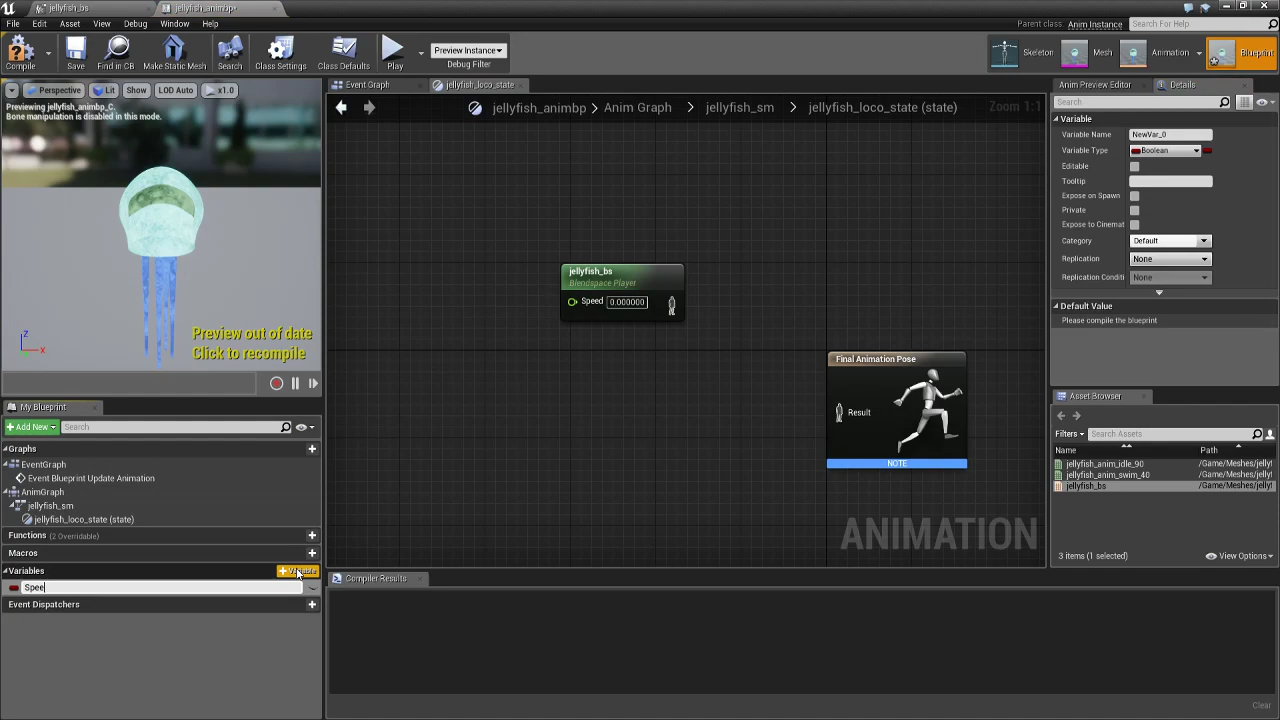 jellyfish_bs
jellyfish_animbp*
File Edit Asset View Debug Window Help
Parent class: Anim Instance
Search For Help
Compile
Save
Find in CB
Make Static Mesh
Search
Class Settings
Class Defaults
Play
Preview Instance
Debug Filter
Skeleton
Mesh
Animation
Blueprint
Perspective
Lit
Show
LOD Auto
x1.0
Previewing jellyfish_animbp_C.
Bone manipulation is disabled in this mode.
Z
X
Preview out of date
Click to recompile
Event Graph
jellyfish_loco_state
jellyfish_animbp
Anim Graph
jellyfish_sm
jellyfish_loco_state (state)
Zoom 1:1
jellyfish_bs
Blendspace Player
Speed 0.000000
Final Animation Pose
Result
NOTE
ANIMATION
My Blueprint
Add New
Search
Graphs
EventGraph
Event Blueprint Update Animation
AnimGraph
jellyfish_sm
jellyfish_loco_state (state)
Functions (2 Overridable)
Macros
Variables
Spee
Event Dispatchers
Compiler Results
Clear
Anim Preview Editor
Details
Search
Variable
Variable Name NewVar_0
Variable Type Boolean
Editable
Tooltip
Expose on Spawn
Private
Expose to Cinemat
Category Default
Replication None
Replication Conditi None
Default Value
Please compile the blueprint
Asset Browser
Filters
Search Assets
Name Path
jellyfish_anim_idle_90 /Game/Meshes/jellyf
jellyfish_anim_swim_40 /Game/Meshes/jellyf
jellyfish_bs /Game/Meshes/jellyf
3 items (1 selected)
View Options